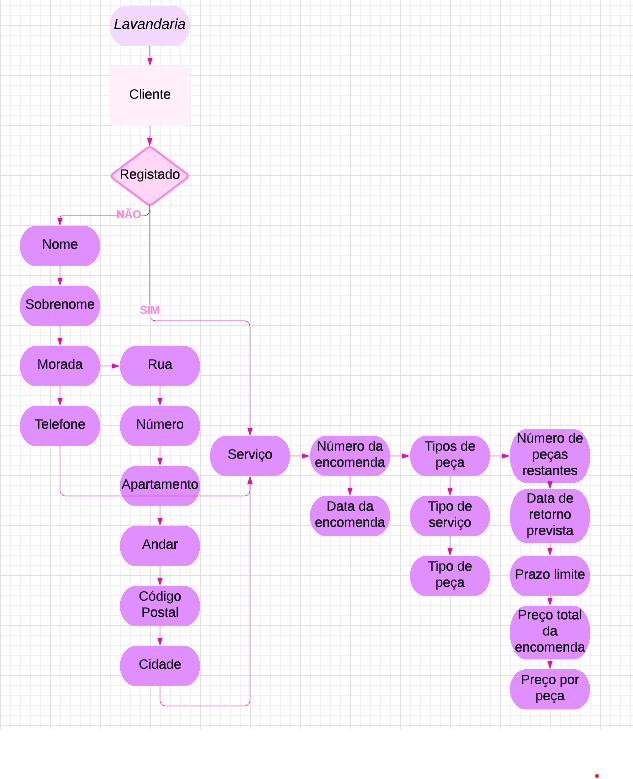 Lavandaria
Cliente
Registado
NÃO
SIM
Nome
Sobrenome
Morada
Telefone
Rua
Número
Apartamento
Andar
Código
Postal
Cidade
Serviço
Número da
encomenda
Data da
encomenda
Tipos de
peça
Tipo de
serviço
Tipo de
peça
Número de
peças
restantes
Data de
retorno
prevista
Prazo limite
Preço total
da
encomenda
Preço por
peça